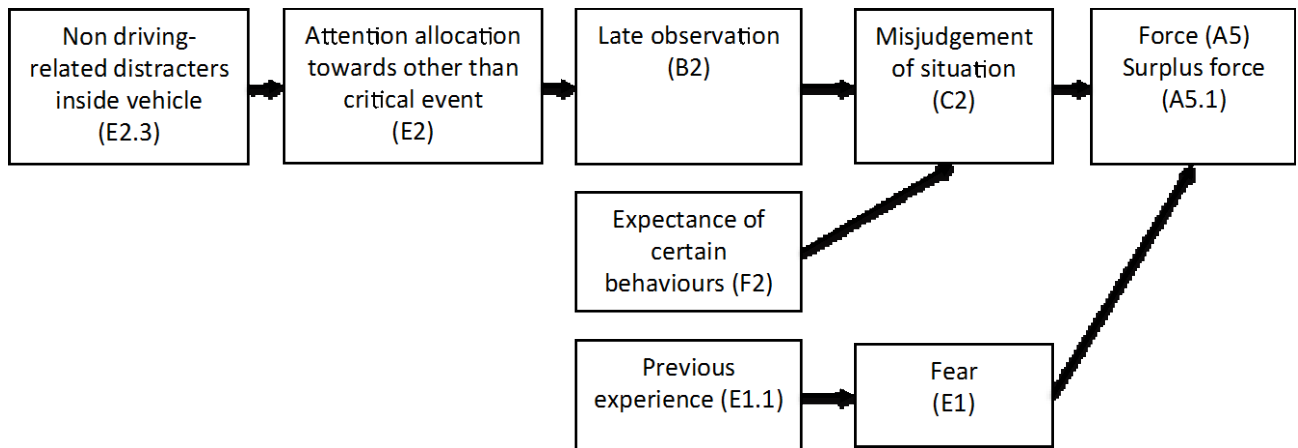 Non driving-
related distracters
inside vehicle
(E2.3)
Attention allocation
towards other than
critical event
(E2)
Late observation
(B2)
Misjudgement
of situation
(C2)
Force (A5)
Surplus force
(A5.1)
Expectance of
certain
behaviours (F2)
Previous
experience (E1.1)
Fear
(E1)